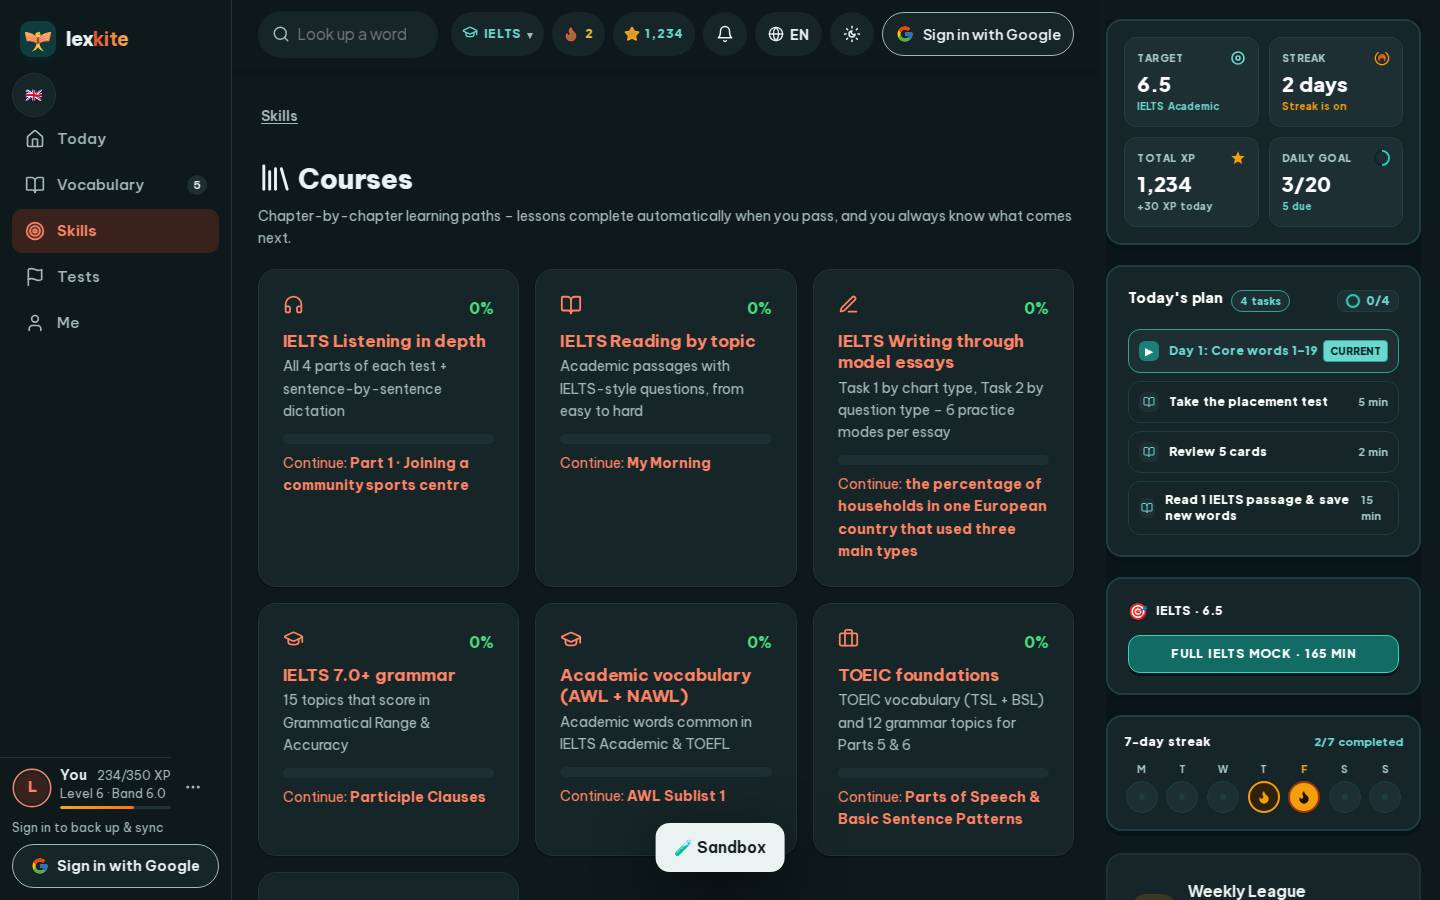 lexkite
Today
Vocabulary 5
Skills
Tests
Me
L
You 234/350 XP
Level 6 · Band 6.0
Sign in to back up & sync
Sign in with Google
Look up a word
IELTS
2
1,234
EN
Sign in with Google
Skills
Courses
Chapter-by-chapter learning paths – lessons complete automatically when you pass, and you always know what comes
next.
0%
IELTS Listening in depth
All 4 parts of each test +
sentence-by-sentence
dictation
Continue: Part 1 · Joining a
community sports centre
0%
IELTS Reading by topic
Academic passages with
IELTS-style questions, from
easy to hard
Continue: My Morning
0%
IELTS Writing through
model essays
Task 1 by chart type, Task 2 by
question type – 6 practice
modes per essay
Continue: the percentage of
households in one European
country that used three
main types
0%
IELTS 7.0+ grammar
15 topics that score in
Grammatical Range &
Accuracy
Continue: Participle Clauses
0%
Academic vocabulary
(AWL + NAWL)
Academic words common in
IELTS Academic & TOEFL
Continue: AWL Sublist 1
0%
TOEIC foundations
TOEIC vocabulary (TSL + BSL)
and 12 grammar topics for
Parts 5 & 6
Continue: Parts of Speech &
Basic Sentence Patterns
Sandbox
TARGET
6.5
IELTS Academic
STREAK
2 days
Streak is on
TOTAL XP
1,234
+30 XP today
DAILY GOAL
3/20
5 due
Today's plan 4 tasks 0/4
Day 1: Core words 1–19 CURRENT
Take the placement test 5 min
Review 5 cards 2 min
Read 1 IELTS passage & save 15
new words min
IELTS · 6.5
FULL IELTS MOCK · 165 MIN
7-day streak 2/7 completed
M T W T F S S
Weekly League